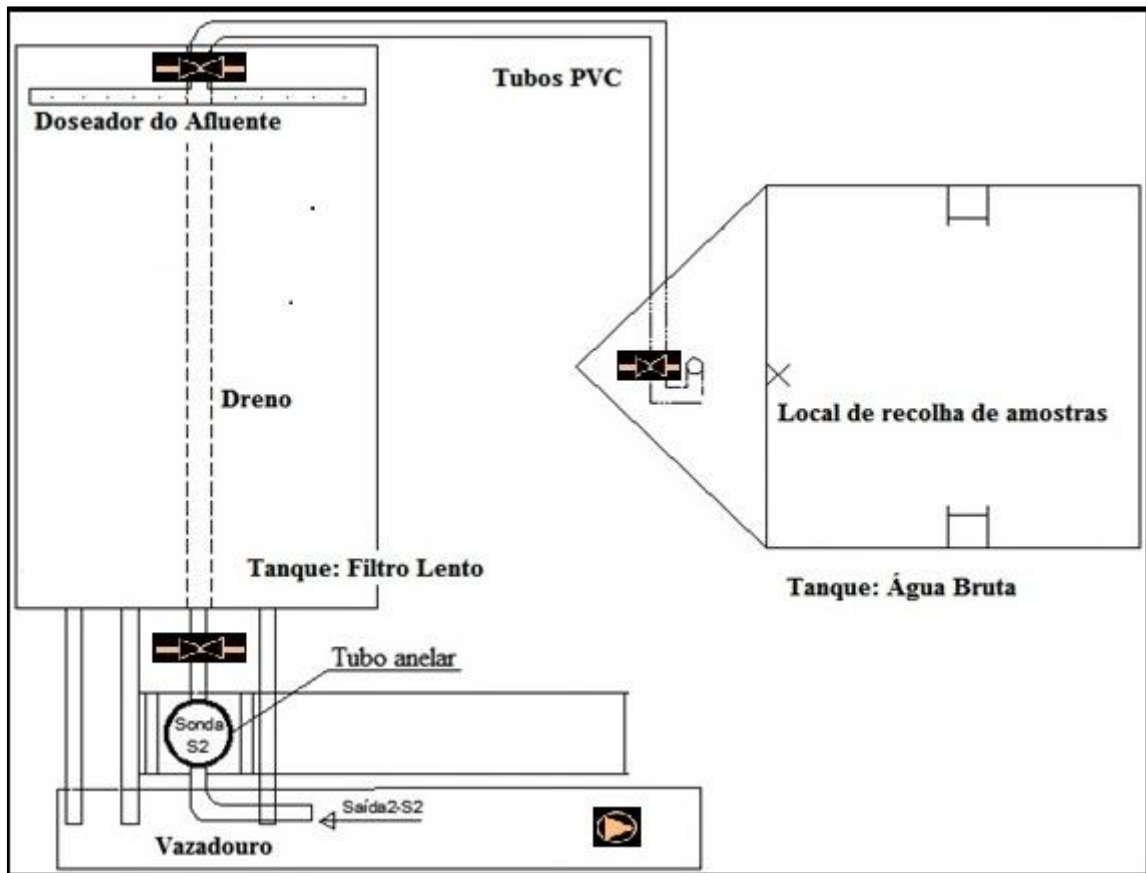 Tubos PVC
Doseador do Afluente
Dreno
Local de recolha de amostras
Tanque: Filtro Lento
Tanque: Água Bruta
Tubo anelar
Sonda
S2
Saída2-S2
Vazadouro